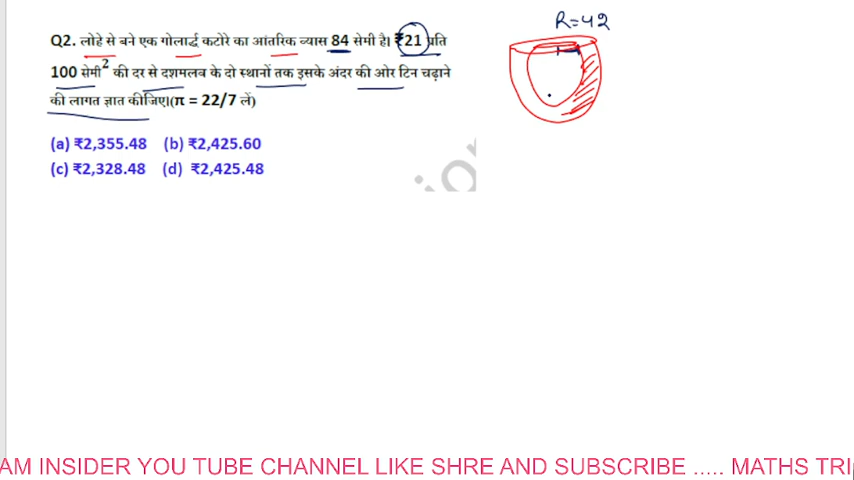 R=42
Q2. लोहे से बने एक गोलार्द्ध कटोरे का आंतरिक व्यास 84 सेमी है। ₹21 प्रति
100 सेमी² की दर से दशमलब के दो स्थानों तक इसके अंदर की ओर टिन चढ़ाने
की लागत ज्ञात कीजिए।(π = 22/7 लें)
(a) ₹2,355.48 (b) ₹2,425.60
(c) ₹2,328.48 (d) ₹2,425.48
AM INSIDER YOU TUBE CHANNEL LIKE SHRE AND SUBSCRIBE ..... MATHS TRI